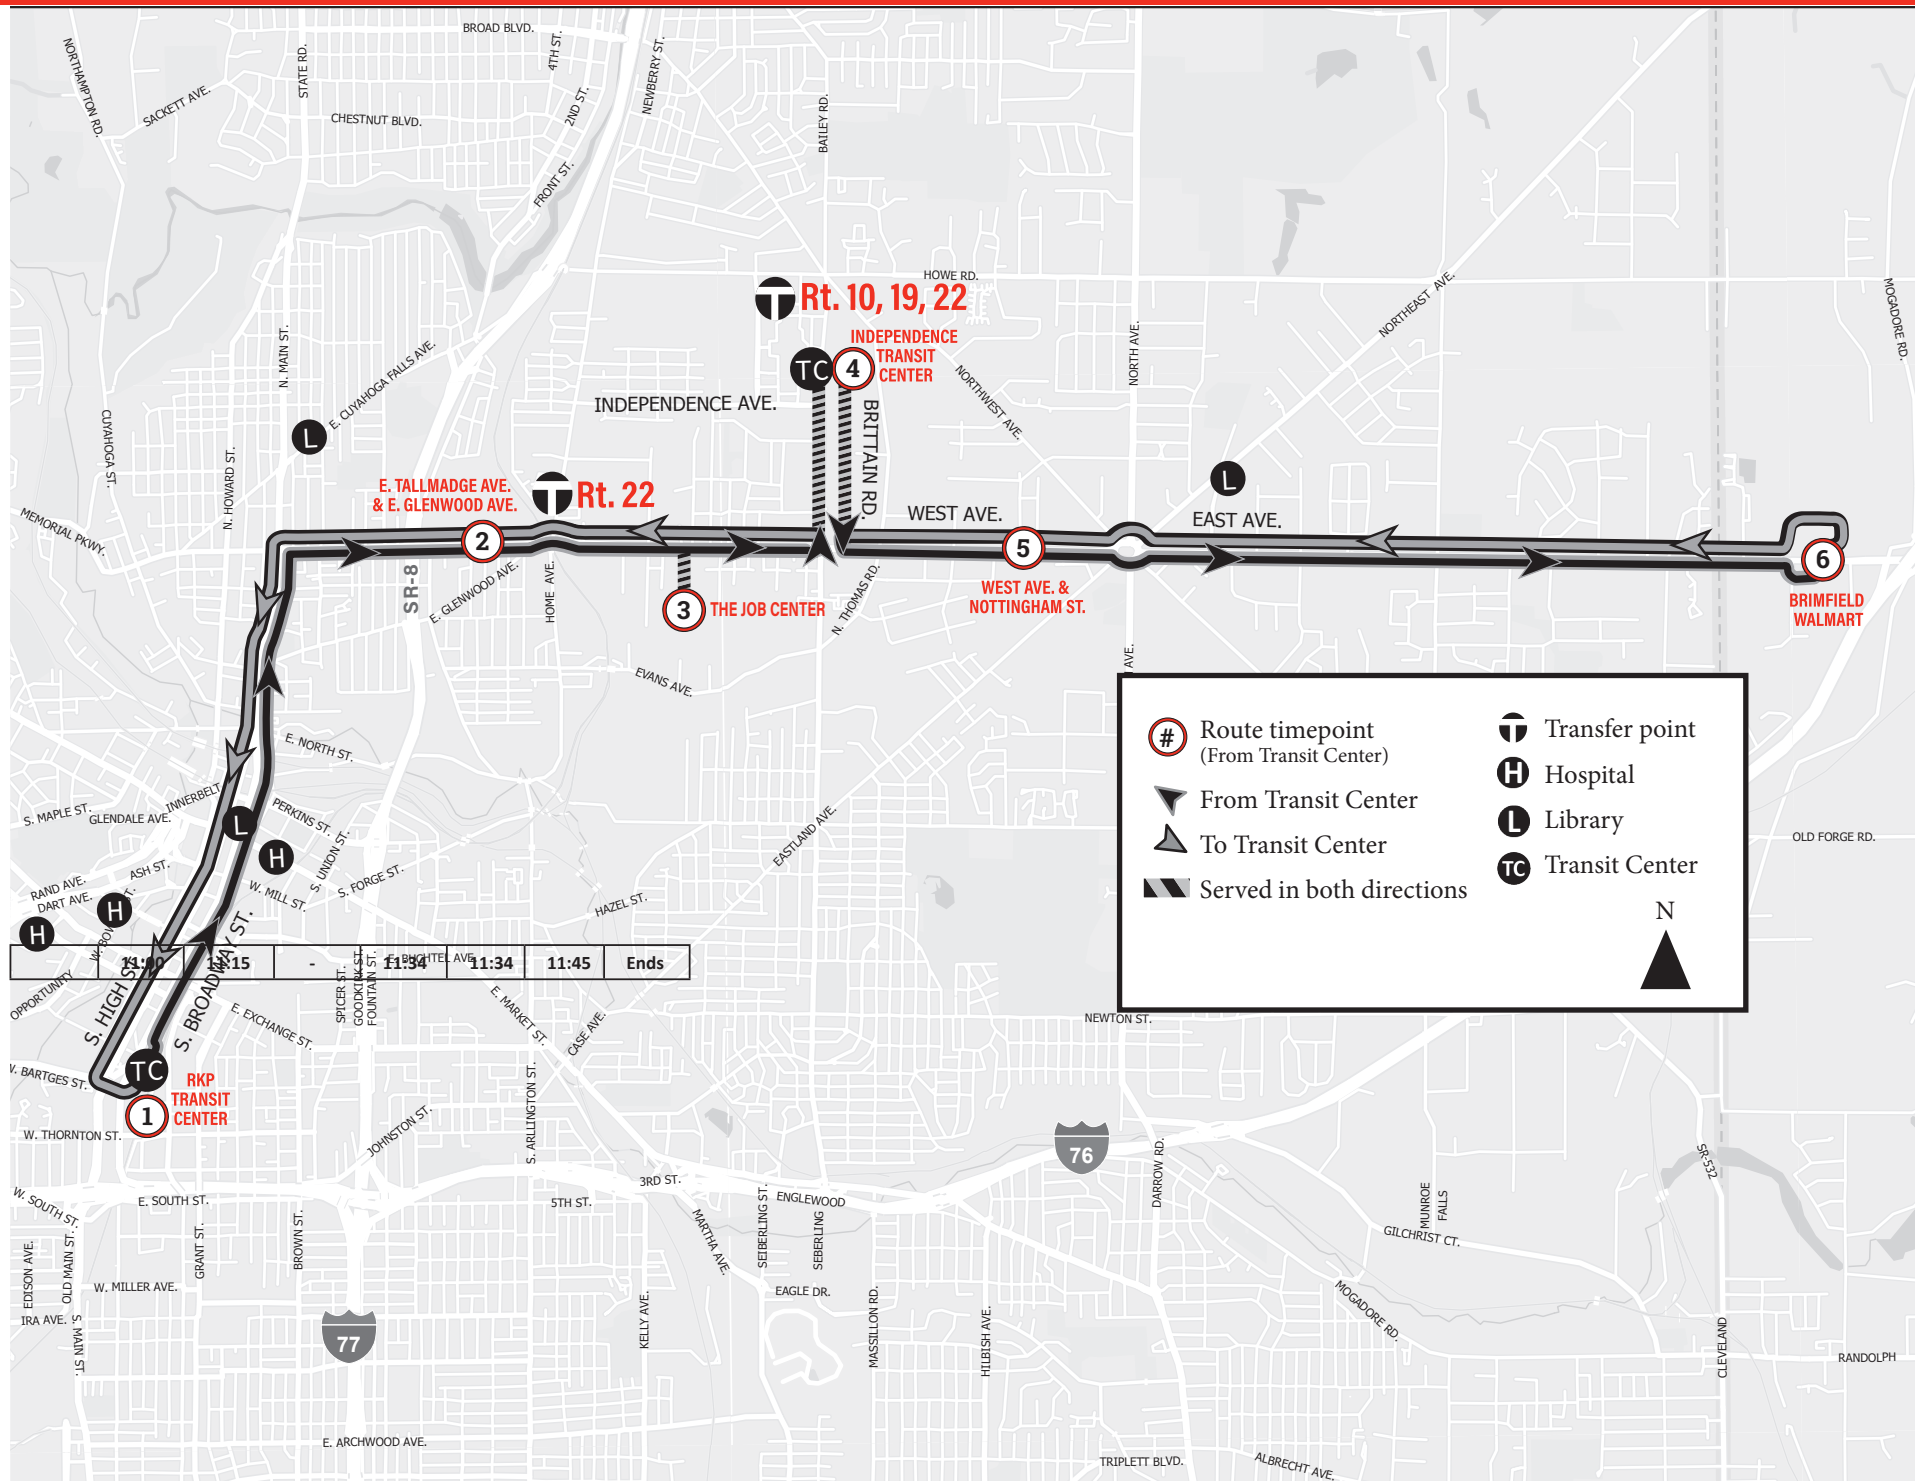 BROAD BLVD.
4TH ST.
NEWBERRY ST.
NORTHAMPTON RD.
STATE RD.
SACKETT AVE.
CHESTNUT BLVD.
2ND ST.
BAILEY RD.
FRONT ST.
HOWE RD.
NORTHEAST AVE.
MOGADORE RD.
T
Rt. 10, 19, 22
INDEPENDENCE
TRANSIT
CENTER
TC
4
N. MAIN ST.
E. CUYAHOGA FALLS AVE.
NORTH AVE.
NORTHWEST AVE.
INDEPENDENCE AVE.
BRITTAIN RD.
CUYAHOGA ST.
N. HOWARD ST.
L
L
MEMORIAL PKWY.
E. TALLMADGE AVE.
& E. GLENWOOD AVE.
T
Rt. 22
WEST AVE.
EAST AVE.
2
5
6
SR-8
E. GLENWOOD AVE.
HOME AVE.
3
THE JOB CENTER
N. THOMAS RD.
WEST AVE. &
NOTTINGHAM ST.
BRIMFIELD
WALMART
EVANS AVE.
AVE.
E. NORTH ST.
#
Route timepoint
(From Transit Center)
From Transit Center
To Transit Center
Served in both directions
T
Transfer point
H
Hospital
L
Library
TC
Transit Center
N
S. MAPLE ST.
GLENDALE AVE.
INNERBELT
L
PERKINS ST.
S. UNION ST.
H
RAND AVE.
DART AVE.
ASH ST.
W. MILL ST.
S. FORGE ST.
EASTLAND AVE.
OLD FORGE RD.
HAZEL ST.
H
H
11:00
11:15
-
11:34
11:34
11:45
Ends
E. BUCHTEL AVE.
OPPORTUNITY
S. HIGH ST.
S. BROADWAY ST.
E. EXCHANGE ST.
SPICER ST.
GOODKIRK ST.
FOUNTAIN ST.
E. MARKET ST.
CASE AVE.
NEWTON ST.
TC
1
RKP
TRANSIT
CENTER
W. THORNTON ST.
JOHNSTON ST.
S. ARLLINGTON ST.
76
DARROW RD.
SR-532
W. SOUTH ST.
E. SOUTH ST.
5TH ST.
3RD ST.
ENGLEWOOD
MUNROE
FALLS
GILCHRIST CT.
EDISON AVE.
OLD MAIN ST.
GRANT ST.
BROWN ST.
MARTHA AVE.
SEIBERLING ST.
SEBERLING
W. MILLER AVE.
EAGLE DR.
IRA AVE.
S. MAIN ST.
77
KELLY AVE.
MASSILLON RD.
HILBISH AVE.
MOGADORE RD.
CLEVELAND
RANDOLPH
E. ARCHWOOD AVE.
TRIPLETT BLVD.
ALBRECHT AVE.